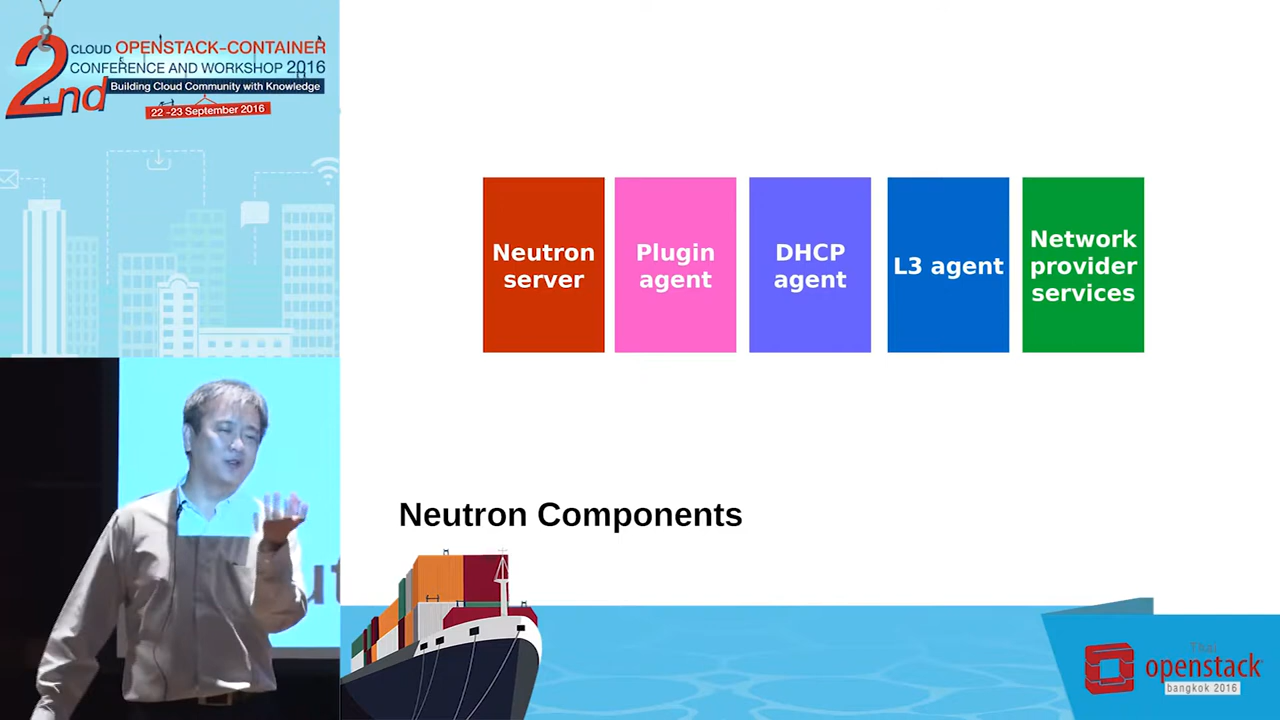 2nd
CLOUD OPENSTACK-CONTAINER
CONFERENCE AND WORKSHOP 2016
Building Cloud Community with Knowledge
22 -23 September 2016
Neutron
server
Plugin
agent
DHCP
agent
L3 agent
Network
provider
services
Neutron Components
Thai
openstack
bangkok 2016